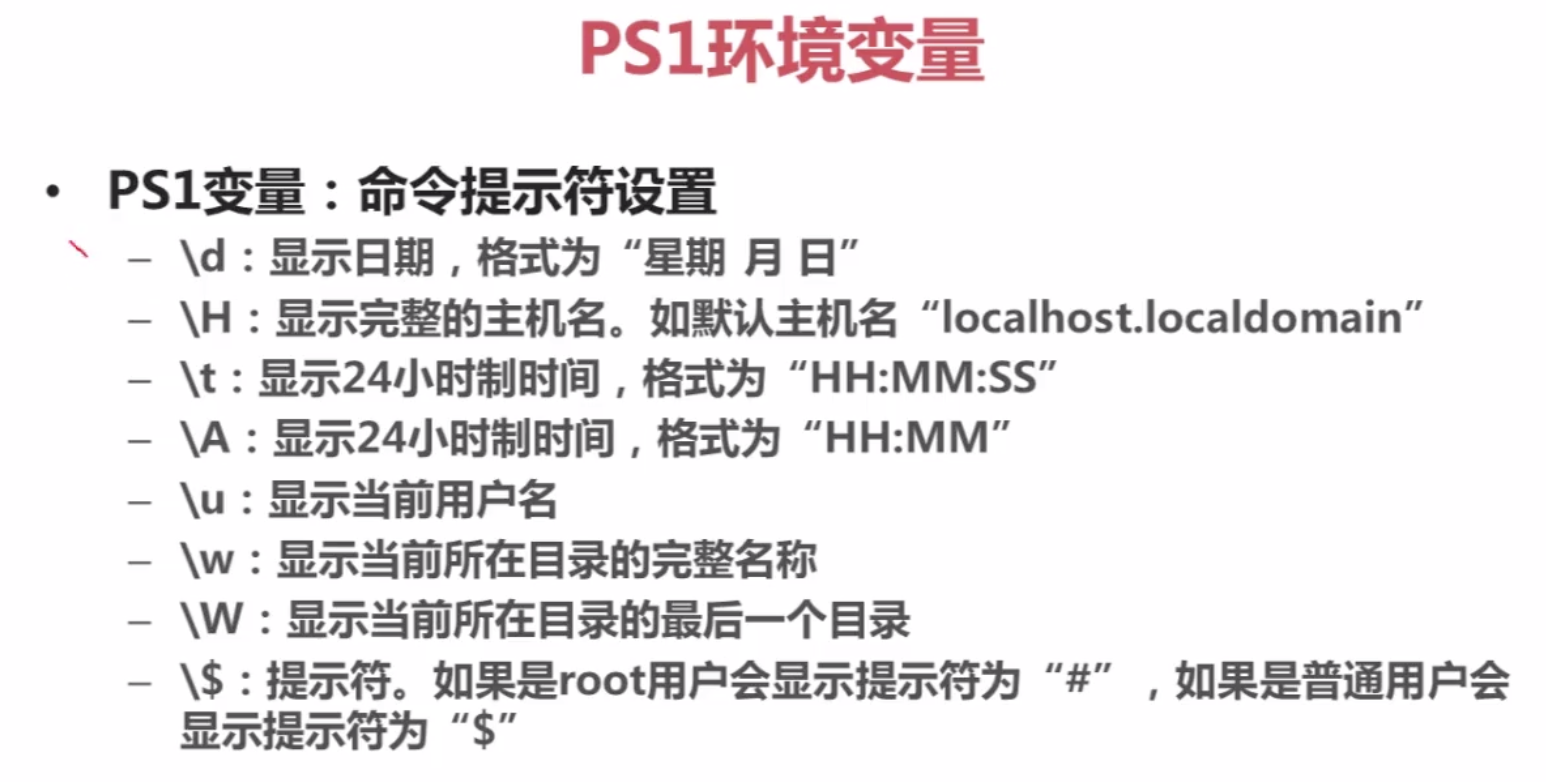 PS1环境变量
• PS1变量：命令提示符设置
– \d：显示日期，格式为“星期 月 日”
– \H：显示完整的主机名。如默认主机名“localhost.localdomain”
– \t：显示24小时制时间，格式为“HH:MM:SS”
– \A：显示24小时制时间，格式为“HH:MM”
– \u：显示当前用户名
– \w：显示当前所在目录的完整名称
– \W：显示当前所在目录的最后一个目录
– \$：提示符。如果是root用户会显示提示符为“#”，如果是普通用户会
显示提示符为“$”